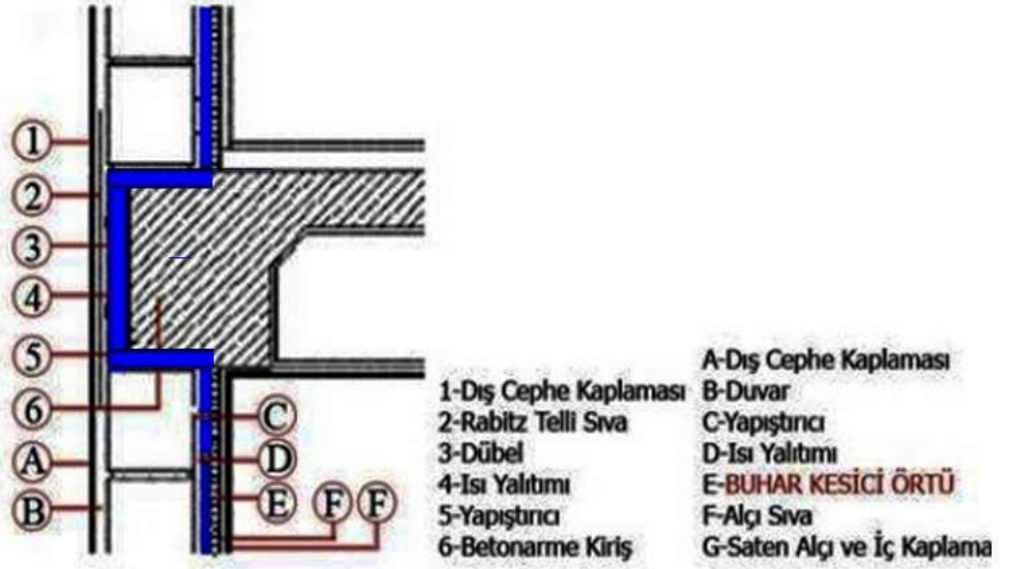 1
2
3
4
5
6
A
B
C
D
E
F
F
1-Dış Cephe Kaplaması
2-Rabitz Telli Sıva
3-Dübel
4-Isı Yalıtımı
5-Yapıştırıcı
6-Betonarme Kiriş
A-Dış Cephe Kaplaması
B-Duvar
C-Yapıştırıcı
D-Isı Yalıtımı
E-BUHAR KESİCİ ÖRTÜ
F-Alçı Sıva
G-Saten Alçı ve İç Kaplama